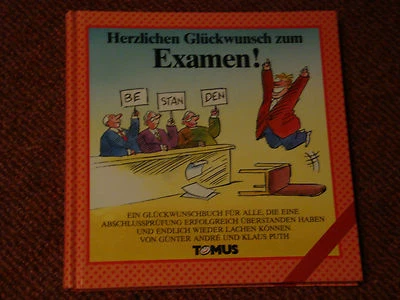 Herzlichen Glückwunsch zum
Examen!
BE STAN DEN
EIN GLÜCKWUNSCHBUCH FÜR ALLE, DIE EINE
ABSCHLUSSPRÜFUNG ERFOLGREICH ÜBERSTANDEN HABEN
UND ENDLICH WIEDER LACHEN KÖNNEN.
VON GÜNTER ANDRÉ UND KLAUS PUTH
TOMUS